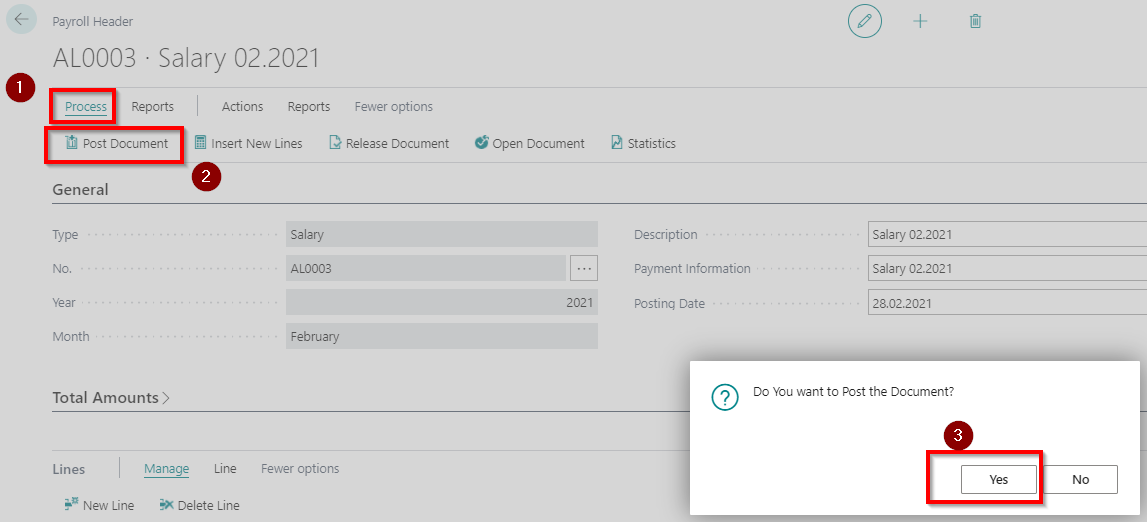 Payroll Header
AL0003 · Salary 02.2021
1
Process Reports Actions Reports Fewer options
Post Document Insert New Lines Release Document Open Document Statistics
2
General
Type Salary Description Salary 02.2021
No. AL0003 ... Payment Information Salary 02.2021
Year 2021 Posting Date 28.02.2021
Month February
Total Amounts
Do You want to Post the Document?
3
Yes No
Lines Manage Line Fewer options
New Line Delete Line